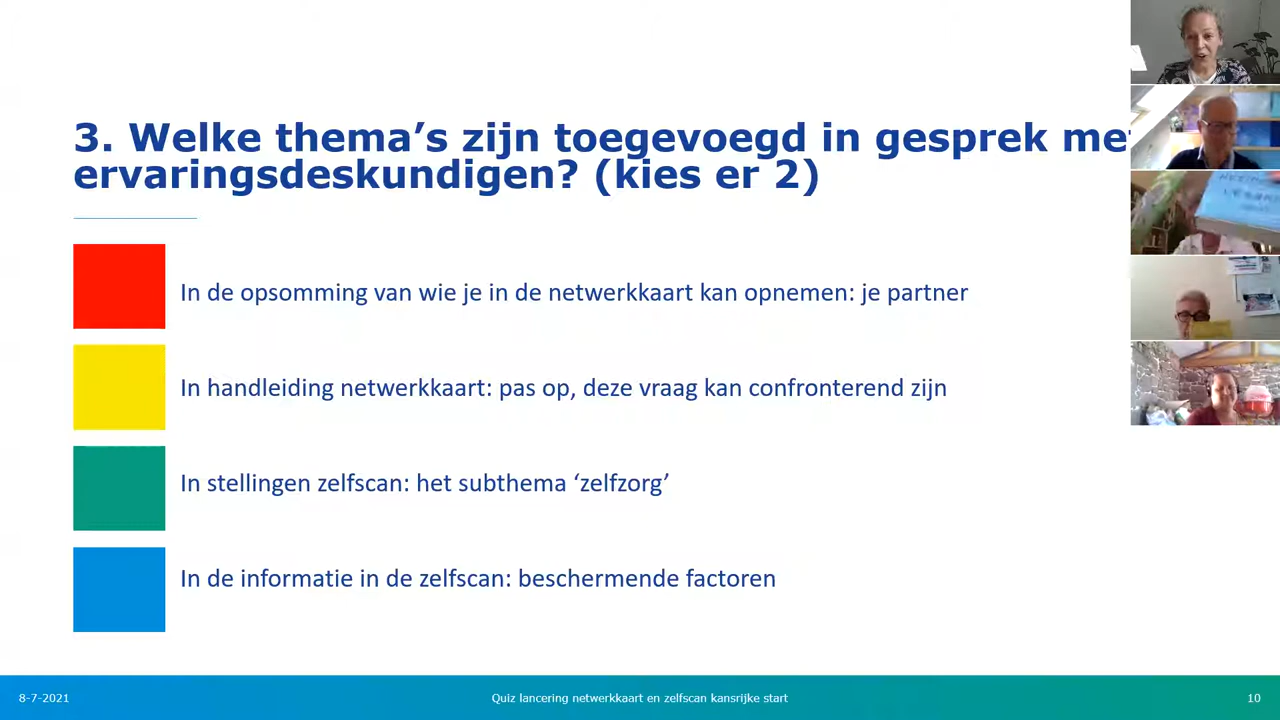 3. Welke thema’s zijn toegevoegd in gesprek me
ervaringsdeskundigen? (kies er 2)
In de opsomming van wie je in de netwerkkaart kan opnemen: je partner
In handleiding netwerkkaart: pas op, deze vraag kan confronterend zijn
In stellingen zelfscan: het subthema ‘zelfzorg’
In de informatie in de zelfscan: beschermende factoren
8-7-2021
Quiz lancering netwerkkaart en zelfscan kansrijke start
10